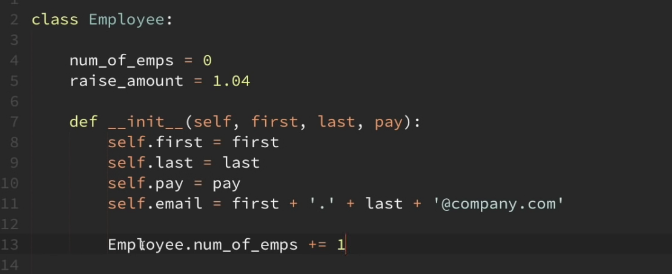 2 class Employee:
3
4     num_of_emps = 0
5     raise_amount = 1.04
6
7     def __init__(self, first, last, pay):
8         self.first = first
9         self.last = last
10         self.pay = pay
11         self.email = first + '.' + last + '@company.com'
12
13         Employee.num_of_emps += 1
14